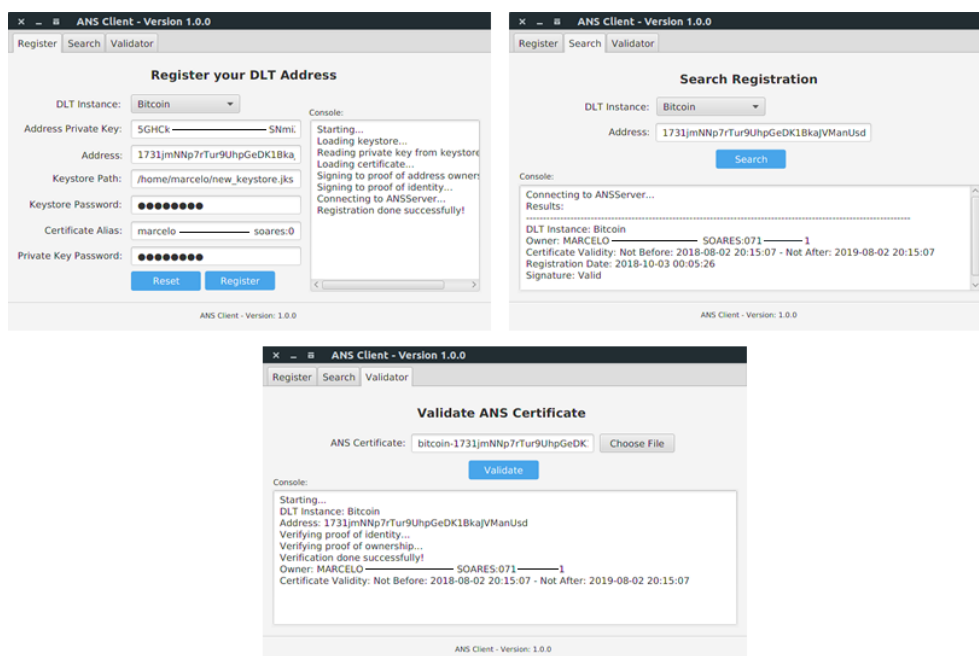 ANS Client - Version 1.0.0
Register Search Validator
Register your DLT Address
DLT Instance: Bitcoin
Address Private Key: 5GHCk SNmi
Address: 1731jmNNp7rTur9UhpGeDK1Bka
Keystore Path: /home/marcelo/new_keystore.jks
Keystore Password: ●●●●●●●●
Certificate Alias: marcelo soares:0
Private Key Password: ●●●●●●●●
Reset Register
Console:
Starting...
Loading keystore...
Reading private key from keystore
Loading certificate...
Signing to proof of address owner
Signing to proof of identity...
Connecting to ANSServer...
Registration done successfully!
ANS Client - Version: 1.0.0
ANS Client - Version 1.0.0
Register Search Validator
Search Registration
DLT Instance: Bitcoin
Address: 1731jmNNp7rTur9UhpGeDK1BkaJVManUsd
Search
Console:
Connecting to ANSServer...
Results:
DLT Instance: Bitcoin
Owner: MARCELO SOARES:071 1
Certificate Validity: Not Before: 2018-08-02 20:15:07 - Not After: 2019-08-02 20:15:07
Registration Date: 2018-10-03 00:05:26
Signature: Valid
ANS Client - Version: 1.0.0
ANS Client - Version 1.0.0
Register Search Validator
Validate ANS Certificate
ANS Certificate: bitcoin-1731jmNNp7rTur9UhpGeDK Choose File
Validate
Console:
Starting...
DLT Instance: Bitcoin
Address: 1731jmNNp7rTur9UhpGeDK1BkaJVManUsd
Verifying proof of identity...
Verifying proof of ownership...
Verification done successfully!
Owner: MARCELO SOARES:071 1
Certificate Validity: Not Before: 2018-08-02 20:15:07 - Not After: 2019-08-02 20:15:07
ANS Client - Version: 1.0.0